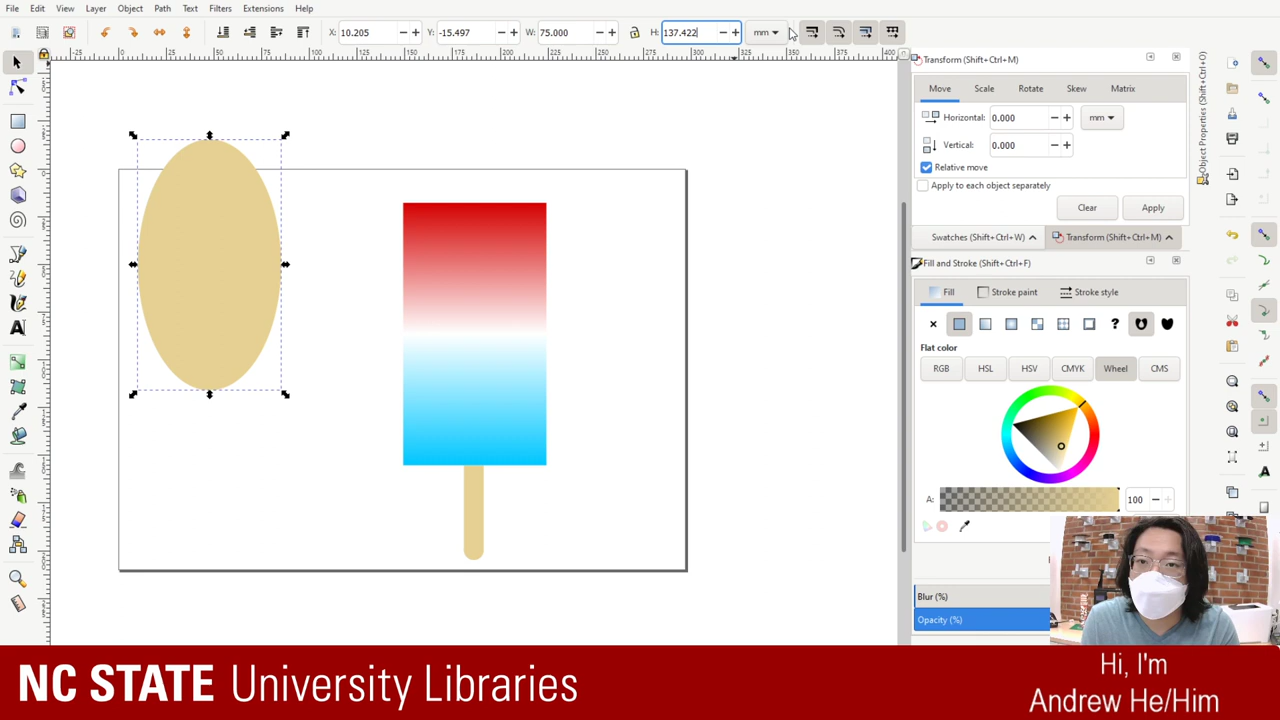 File Edit View Layer Object Path Text Filters Extensions Help
X: 10.205 Y: -15.497 W: 75.000 H: 137.422 mm
Transform (Shift+Ctrl+M)
Move Scale Rotate Skew Matrix
Horizontal: 0.000 mm
Vertical: 0.000
Relative move
Apply to each object separately
Clear Apply
Swatches (Shift+Ctrl+W) Transform (Shift+Ctrl+M)
Fill and Stroke (Shift+Ctrl+F)
Fill Stroke paint Stroke style
Flat color
RGB HSL HSV CMYK Wheel CMS
A: 100
Blur (%)
Opacity (%)
Object Properties (Shift+Ctrl+O)
NC STATE University Libraries
Hi, I'm
Andrew He/Him